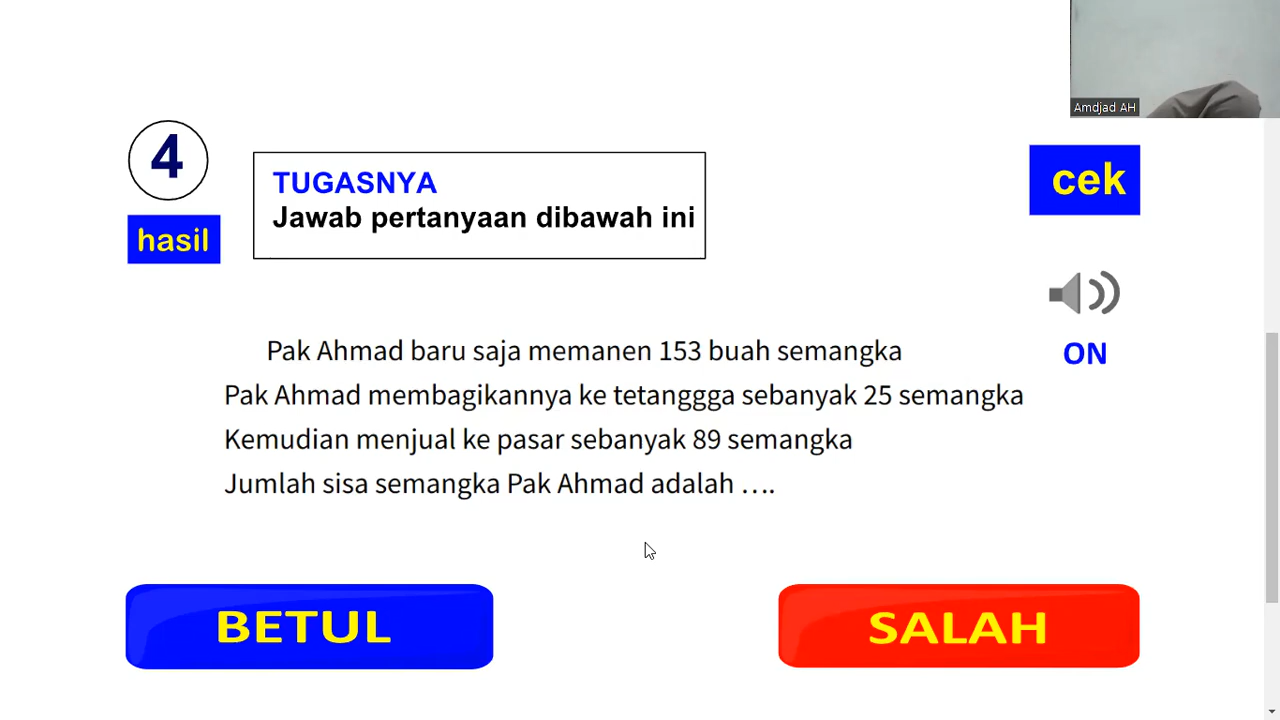 Amdjad AH
4
TUGASNYA
Jawab pertanyaan dibawah ini
cek
hasil
ON
Pak Ahmad baru saja memanen 153 buah semangka
Pak Ahmad membagikannya ke tetanggga sebanyak 25 semangka
Kemudian menjual ke pasar sebanyak 89 semangka
Jumlah sisa semangka Pak Ahmad adalah ….
BETUL
SALAH